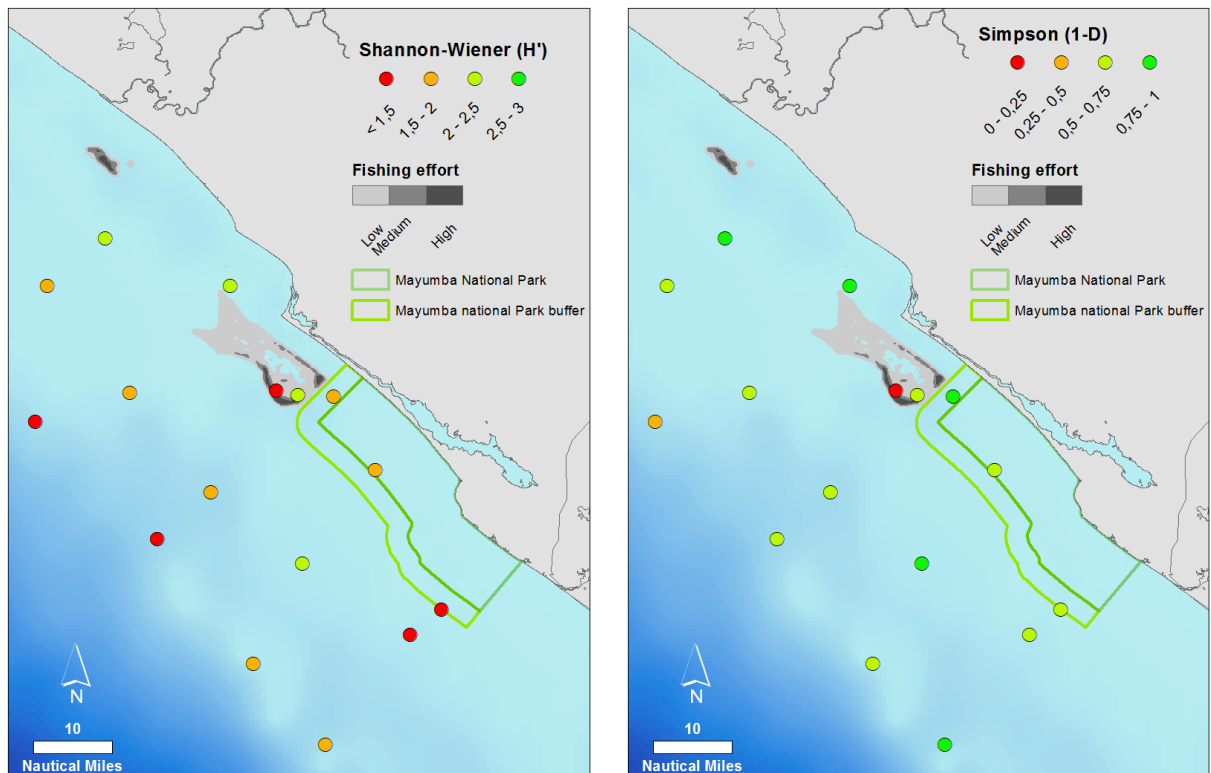 Shannon-Wiener (H')
<1,5
1,5 - 2
2 - 2,5
2,5 - 3
Fishing effort
Low
Medium
High
Mayumba National Park
Mayumba national Park buffer
N
10
Nautical Miles
Simpson (1-D)
0 - 0,25
0,25 - 0,5
0,5 - 0,75
0,75 - 1
Fishing effort
Low
Medium
High
Mayumba National Park
Mayumba national Park buffer
N
10
Nautical Miles